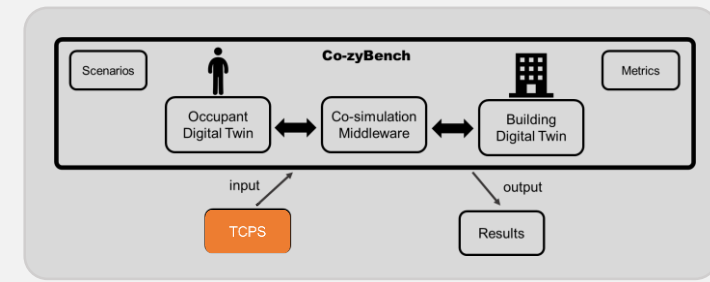 Co-zyBench
Scenarios
Metrics
Occupant
Digital Twin
Co-simulation
Middleware
Building
Digital Twin
input
output
TCPS
Results